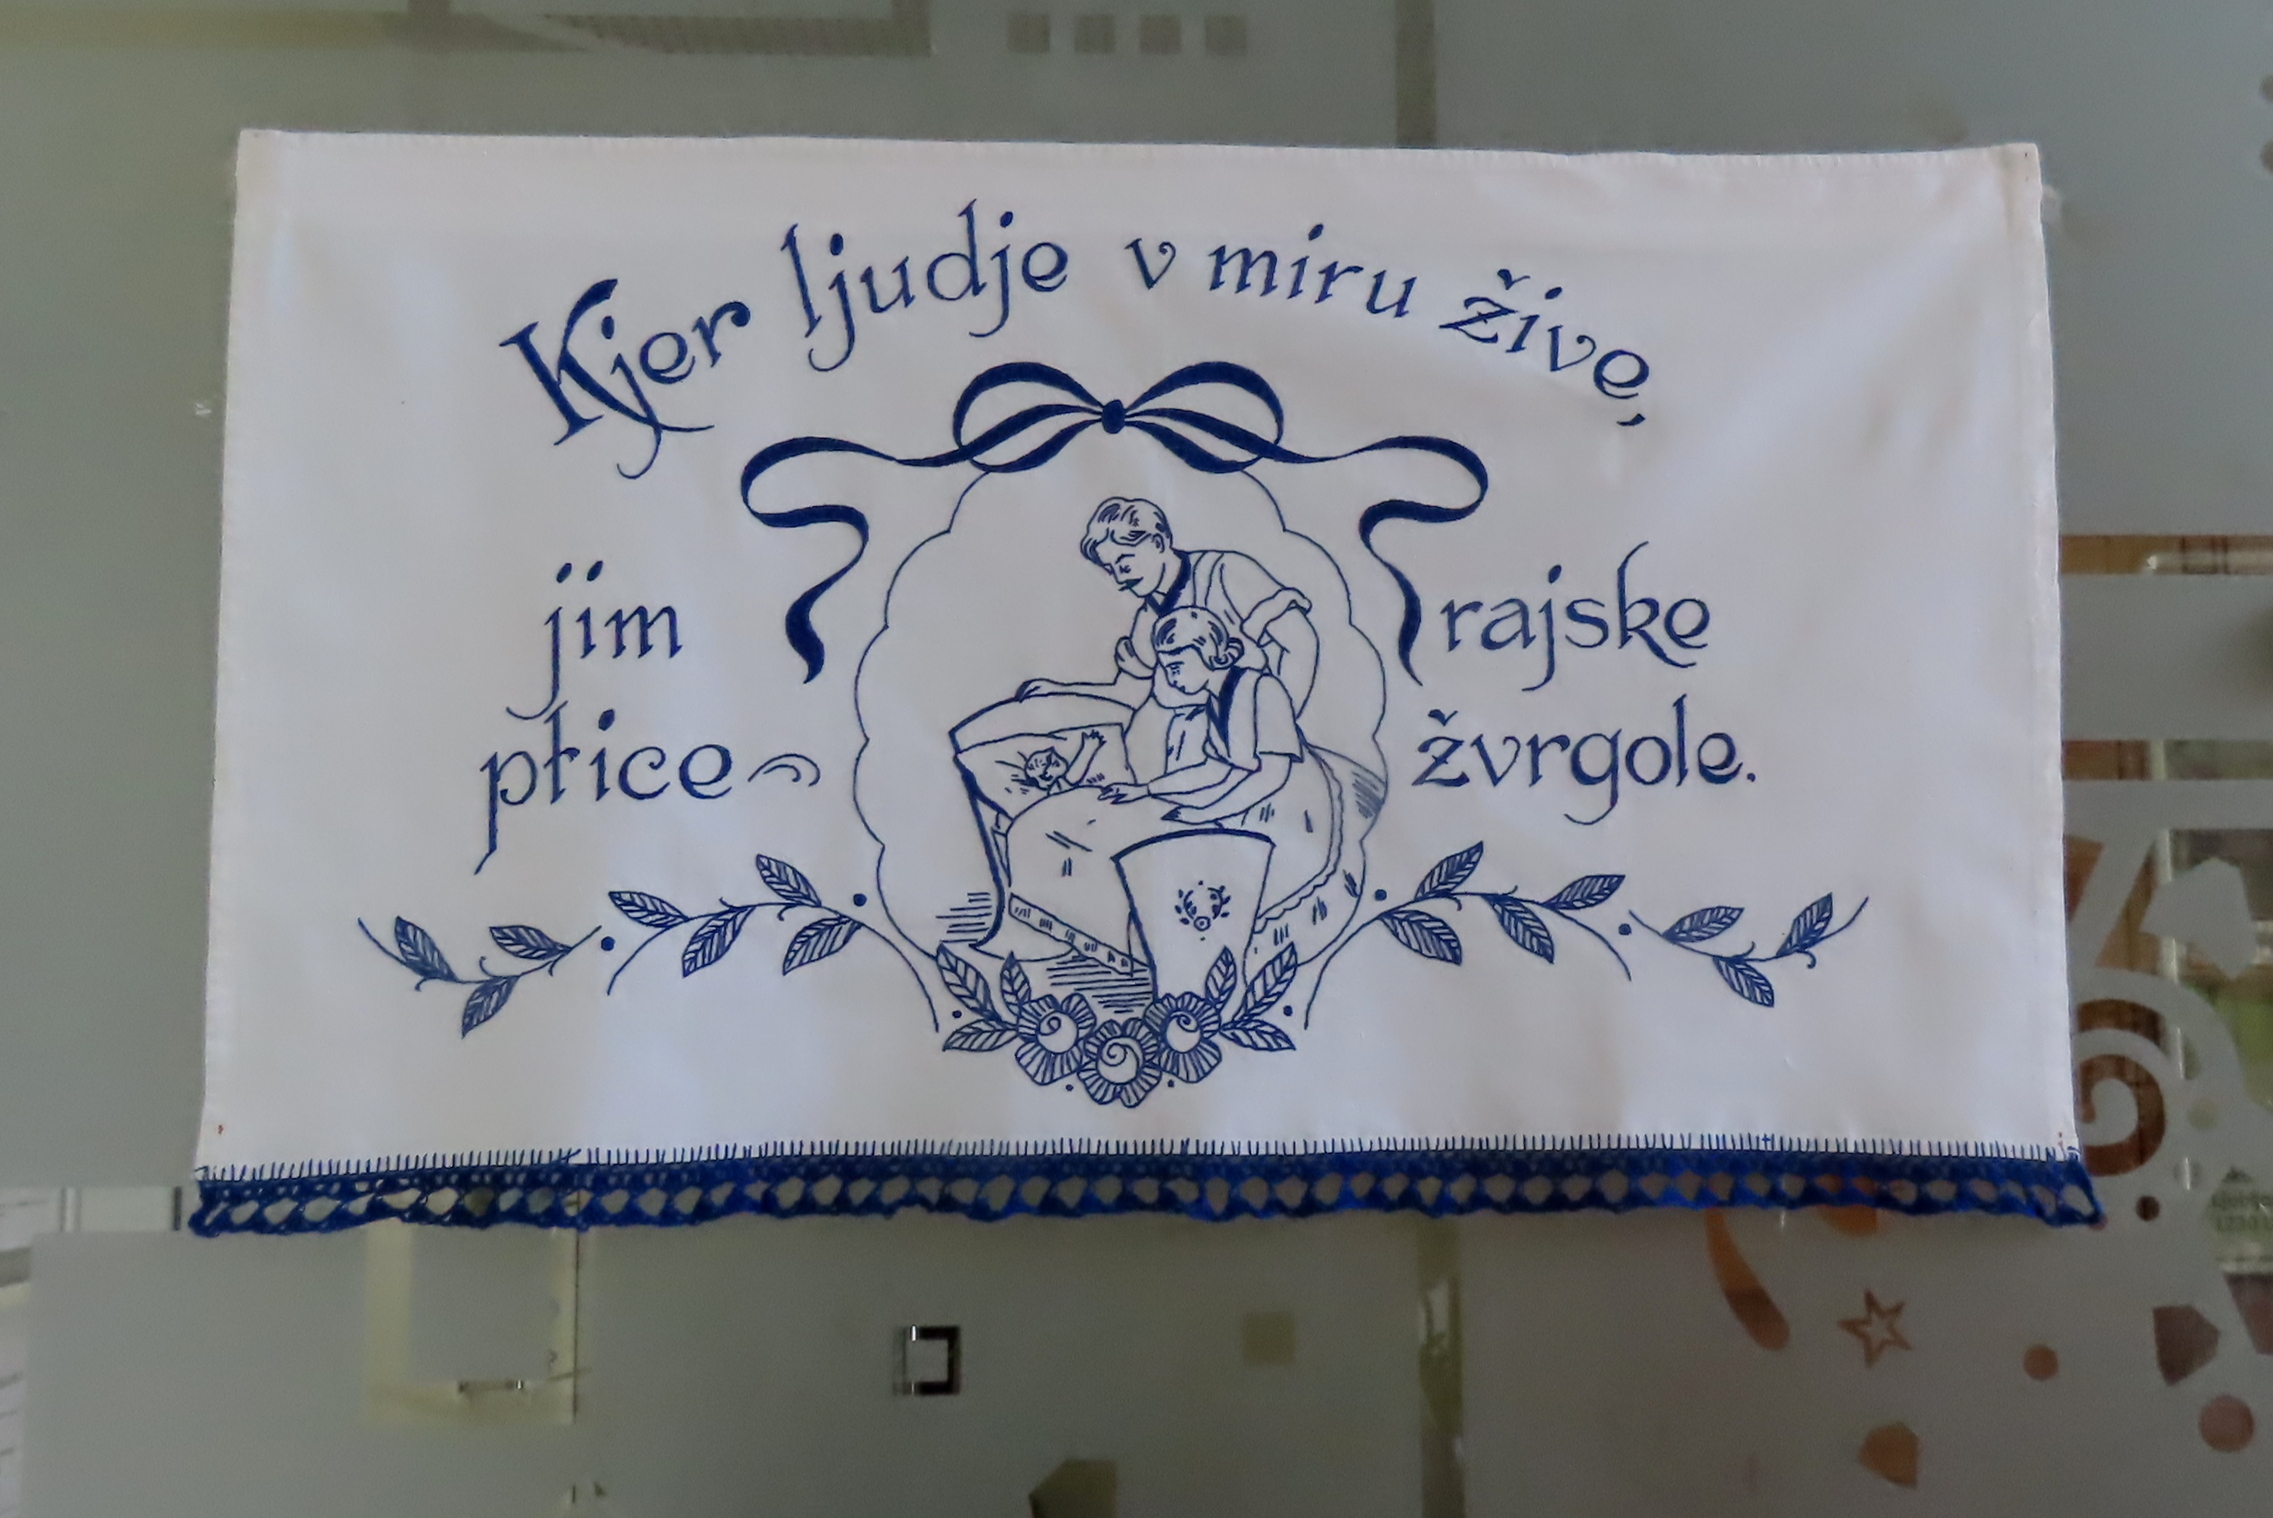 Kjer ljudje v miru žive,
jim rajske
ptice žvrgole.